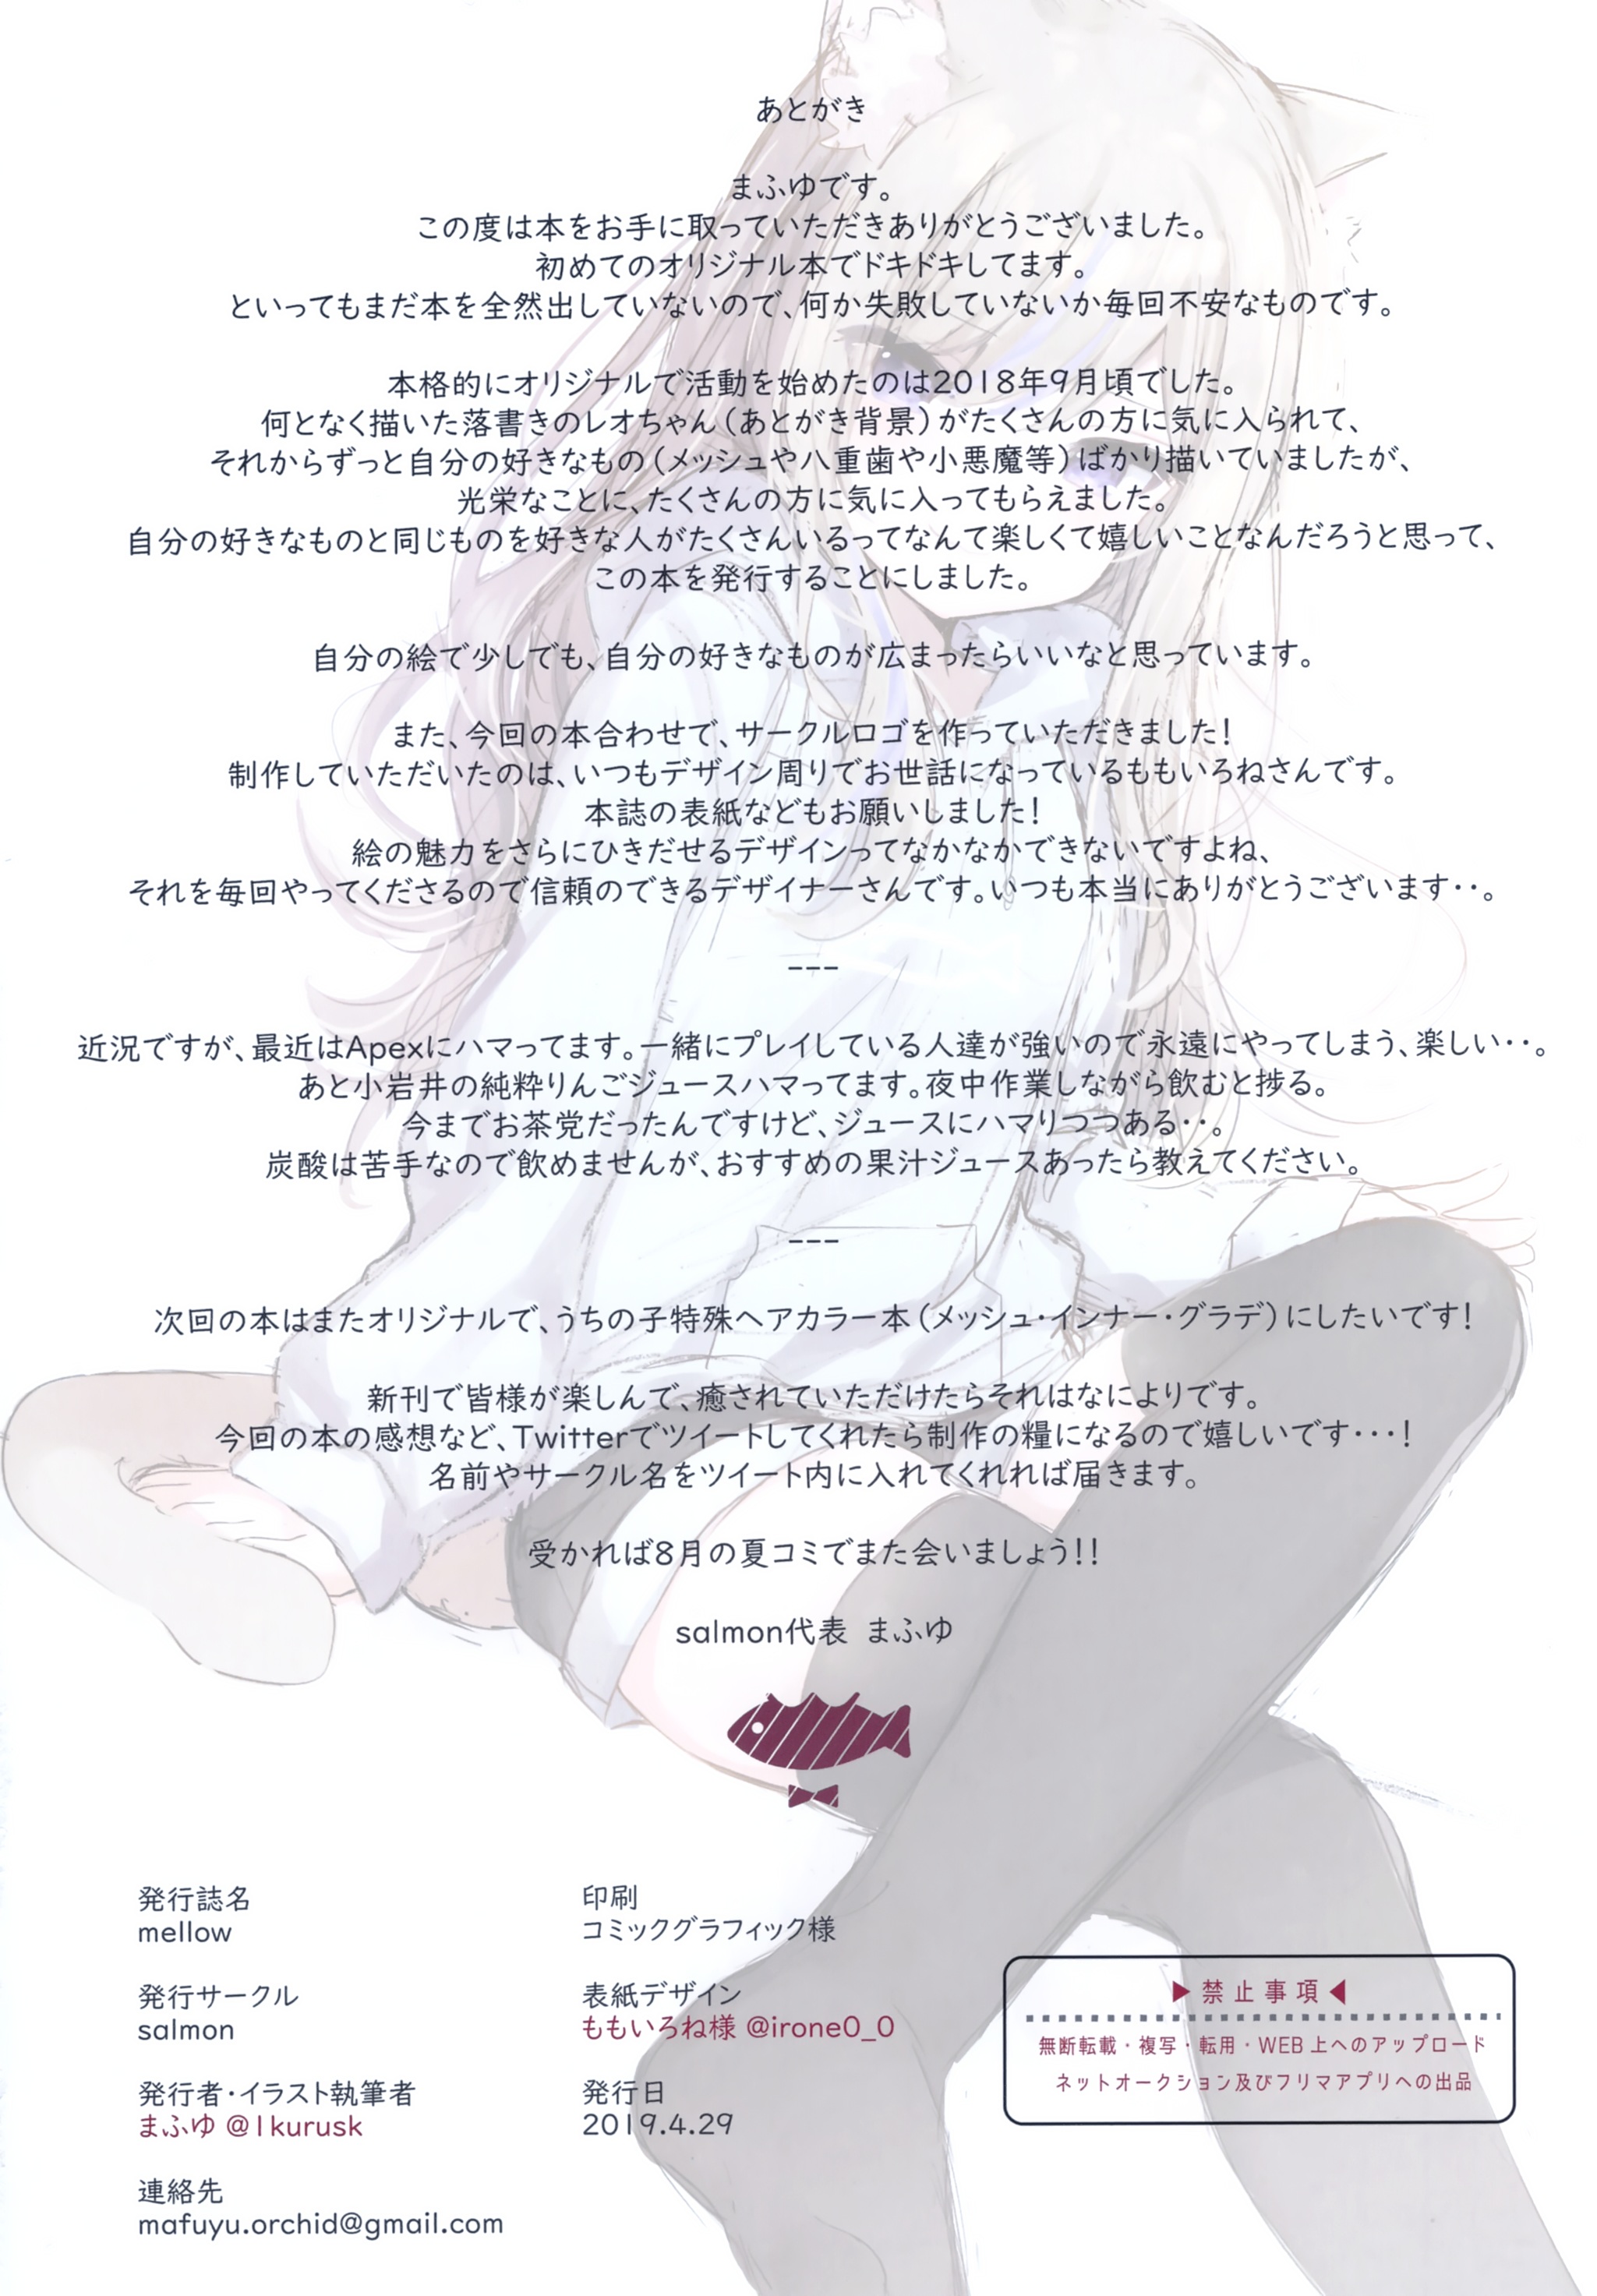 あとがき
まふゆです。
この度は本をお手に取っていただきありがとうございました。
初めてのオリジナル本でドキドキしてます。
といってもまだ本を全然出していないので、何か失敗していないか毎回不安なものです。
本格的にオリジナルで活動を始めたのは2018年9月頃でした。
何となく描いた落書きのレオちゃん（あとがき背景）がたくさんの方に気に入られて、
それからずっと自分の好きなもの（メッシュや八重歯や小悪魔等）ばかり描いていましたが、
光栄なことに、たくさんの方に気に入ってもらえました。
自分の好きなものと同じものを好きな人がたくさんいるってなんて楽しくて嬉しいことなんだろうと思って、
この本を発行することにしました。
自分の絵で少しでも、自分の好きなものが広まったらいいなと思っています。
また、今回の本合わせで、サークルロゴを作っていただきました！
制作していただいたのは、いつもデザイン周りでお世話になっているももいろねさんです。
本誌の表紙などもお願いしました！
絵の魅力をさらにひきだせるデザインってなかなかできないですよね、
それを毎回やってくださるので信頼のできるデザイナーさんです。いつも本当にありがとうございます‥。
---
近況ですが、最近はApexにハマってます。一緒にプレイしている人達が強いので永遠にやってしまう、楽しい‥。
あと小岩井の純粋りんごジュースハマってます。夜中作業しながら飲むと捗る。
今までお茶党だったんですけど、ジュースにハマりつつある‥。
炭酸は苦手なので飲めませんが、おすすめの果汁ジュースあったら教えてください。
---
次回の本はまたオリジナルで、うちの子特殊ヘアカラー本（メッシュ・インナー・グラデ）にしたいです！
新刊で皆様が楽しんで、癒されていただけたらそれはなによりです。
今回の本の感想など、Twitterでツイートしてくれたら制作の糧になるので嬉しいです・・・！
名前やサークル名をツイート内に入れてくれれば届きます。
受かれば8月の夏コミでまた会いましょう！！
salmon代表 まふゆ
発行誌名
mellow
発行サークル
salmon
発行者・イラスト執筆者
まふゆ @1kurusk
連絡先
mafuyu.orchid@gmail.com
印刷
コミックグラフィック様
表紙デザイン
ももいろね様 @irone0_0
発行日
2019.4.29
▶禁止事項◀
無断転載・複写・転用・WEB上へのアップロード
ネットオークション及びフリマアプリへの出品